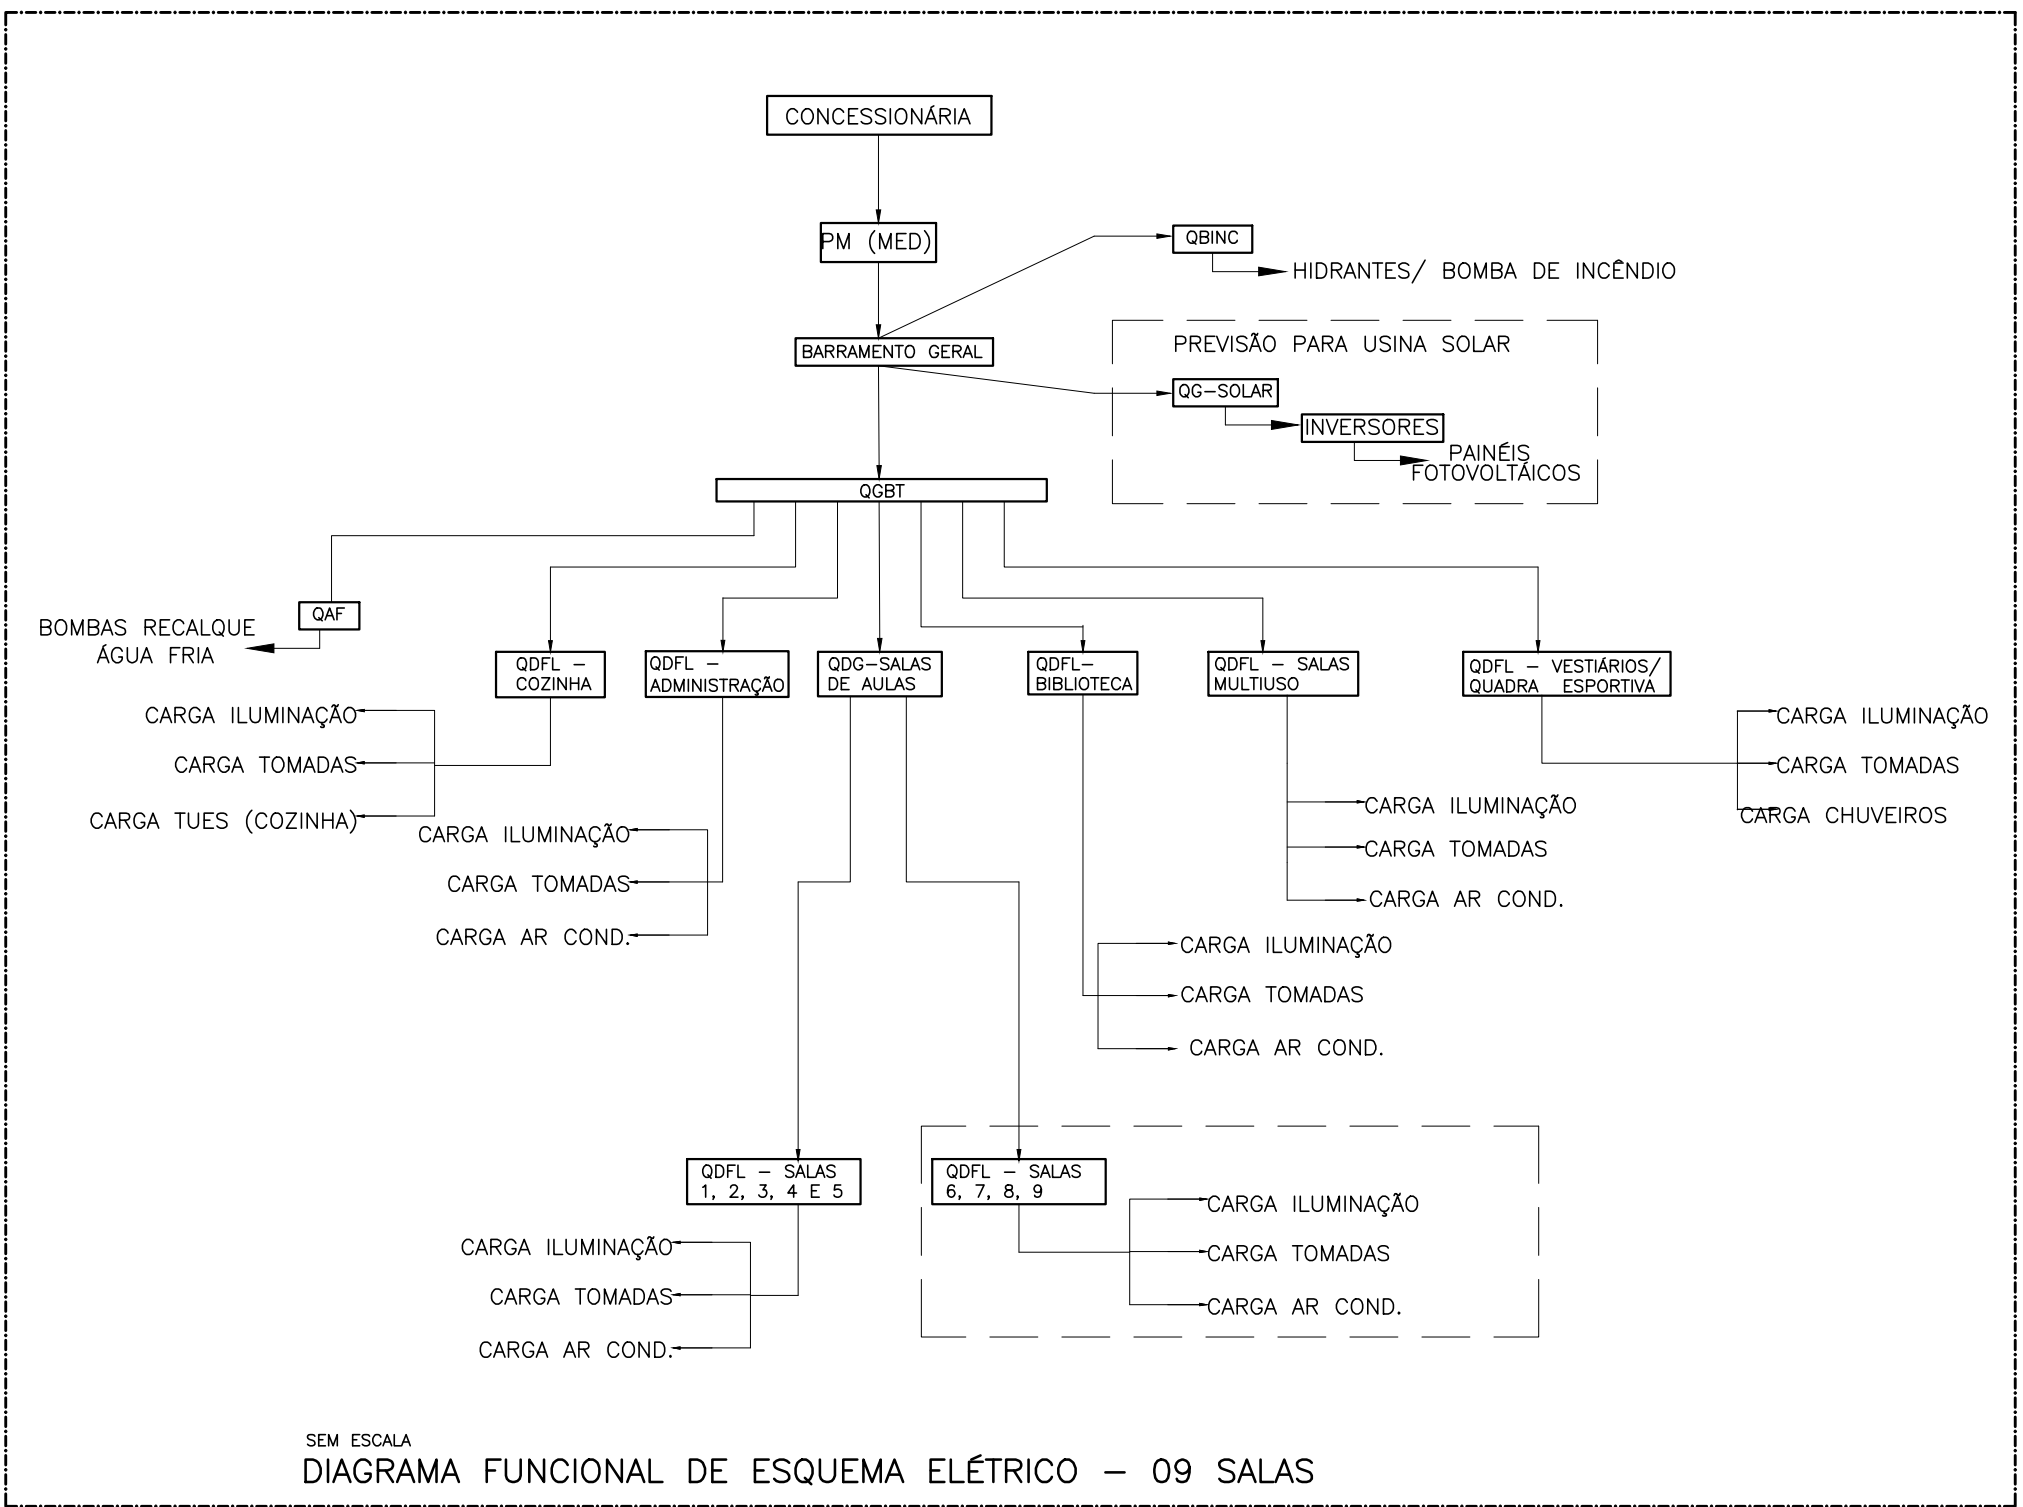 CONCESSIONÁRIA
PM (MED)
QBINC
HIDRANTES/ BOMBA DE INCÊNDIO
BARRAMENTO GERAL
PREVISÃO PARA USINA SOLAR
QG-SOLAR
INVERSORES
PAINÉIS
FOTOVOLTÁICOS
QGBT
QAF
BOMBAS RECALQUE
ÁGUA FRIA
QDFL -
COZINHA
QDFL -
ADMINISTRAÇÃO
QDG-SALAS
DE AULAS
QDFL-
BIBLIOTECA
QDFL - SALAS
MULTIUSO
QDFL - VESTIÁRIOS/
QUADRA ESPORTIVA
CARGA ILUMINAÇÃO
CARGA TOMADAS
CARGA TUES (COZINHA)
CARGA ILUMINAÇÃO
CARGA TOMADAS
CARGA AR COND.
CARGA ILUMINAÇÃO
CARGA TOMADAS
CARGA AR COND.
CARGA ILUMINAÇÃO
CARGA TOMADAS
CARGA AR COND.
CARGA ILUMINAÇÃO
CARGA TOMADAS
CARGA CHUVEIROS
QDFL - SALAS
1, 2, 3, 4 E 5
CARGA ILUMINAÇÃO
CARGA TOMADAS
CARGA AR COND.
QDFL - SALAS
6, 7, 8, 9
CARGA ILUMINAÇÃO
CARGA TOMADAS
CARGA AR COND.
SEM ESCALA
DIAGRAMA FUNCIONAL DE ESQUEMA ELÉTRICO - 09 SALAS